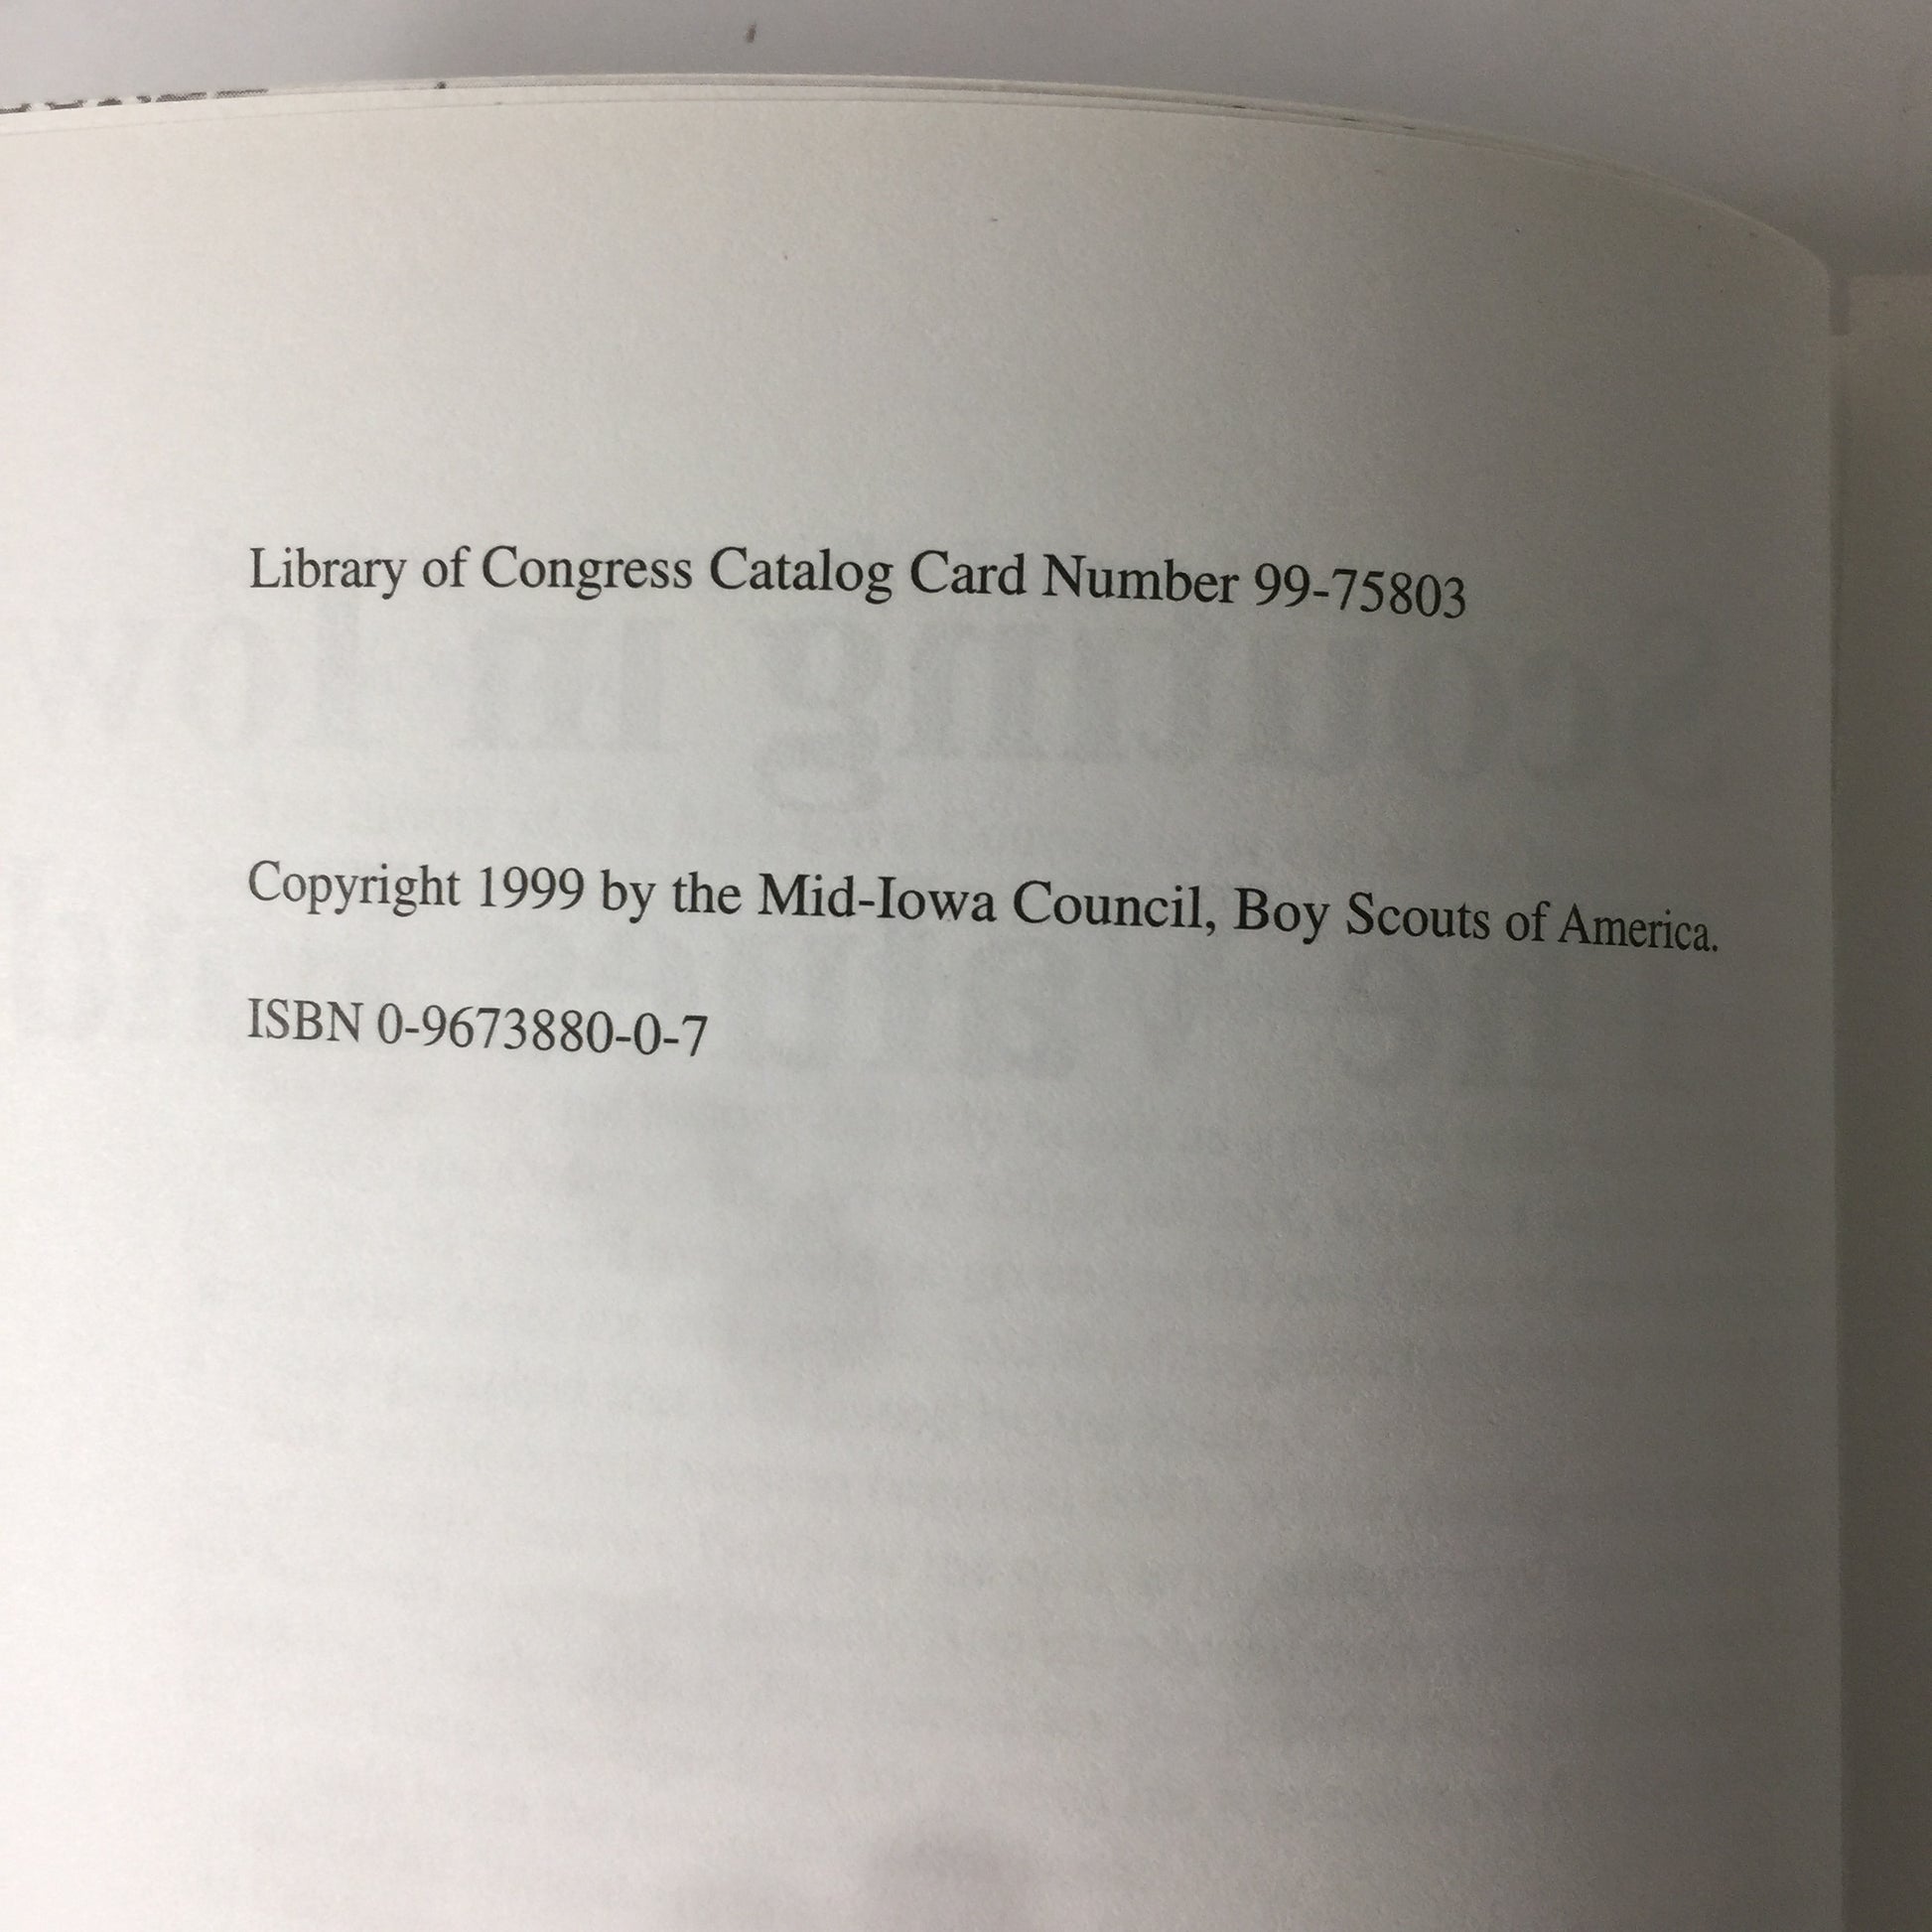 Library of Congress Catalog Card Number 99-75803
Copyright 1999 by the Mid-Iowa Council, Boy Scouts of America.
ISBN 0-9673880-0-7